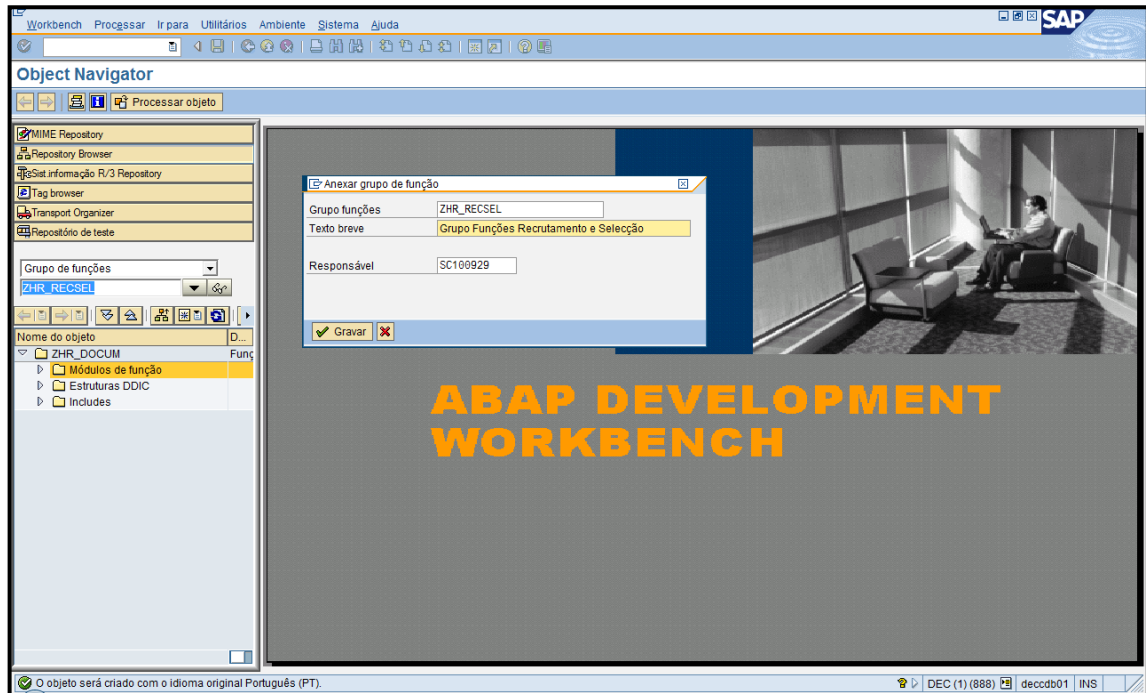 Workbench Processar Ir para Utilitários Ambiente Sistema Ajuda
SAP
Object Navigator
Processar objeto
MIME Repository
Repository Browser
Sist.informação R/3 Repository
Tag browser
Transport Organizer
Repositório de teste
Grupo de funções
ZHR_RECSEL
Nome do objeto D...
ZHR_DOCUM Funç
Módulos de função
Estruturas DDIC
Includes
Anexar grupo de função
Grupo funções ZHR_RECSEL
Texto breve Grupo Funções Recrutamento e Selecção
Responsável SC100929
Gravar
ABAP DEVELOPMENT
WORKBENCH
O objeto será criado com o idioma original Português (PT).
DEC (1) (888) deccdb01 INS